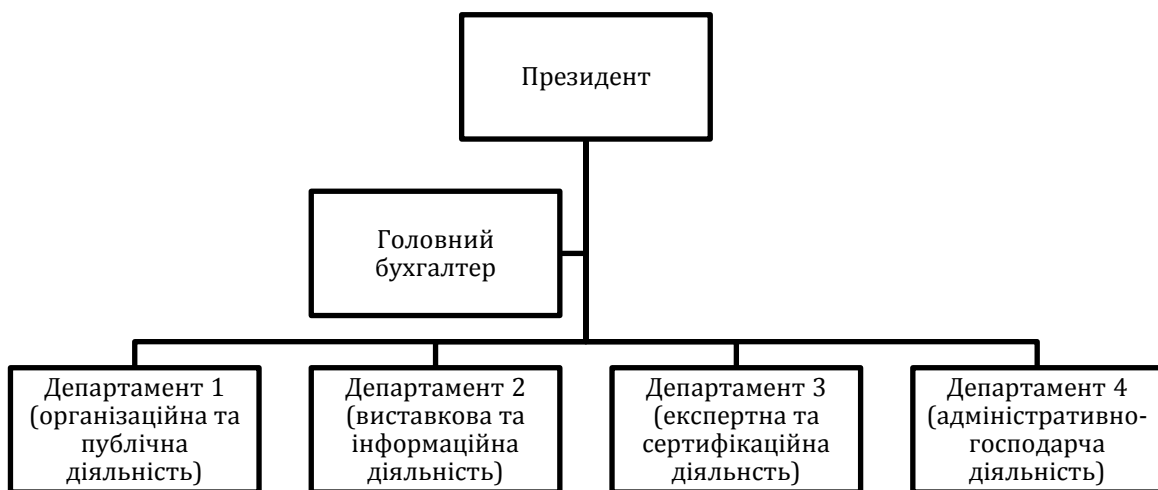 Президент
Головний
бухгалтер
Департамент 1
(організаційна та
публічна
діяльність)
Департамент 2
(виставкова та
інформаційна
діяльність)
Департамент 3
(експертна та
сертифікаційна
діяльнсть)
Департамент 4
(адміністративно-
господарча
діяльність)